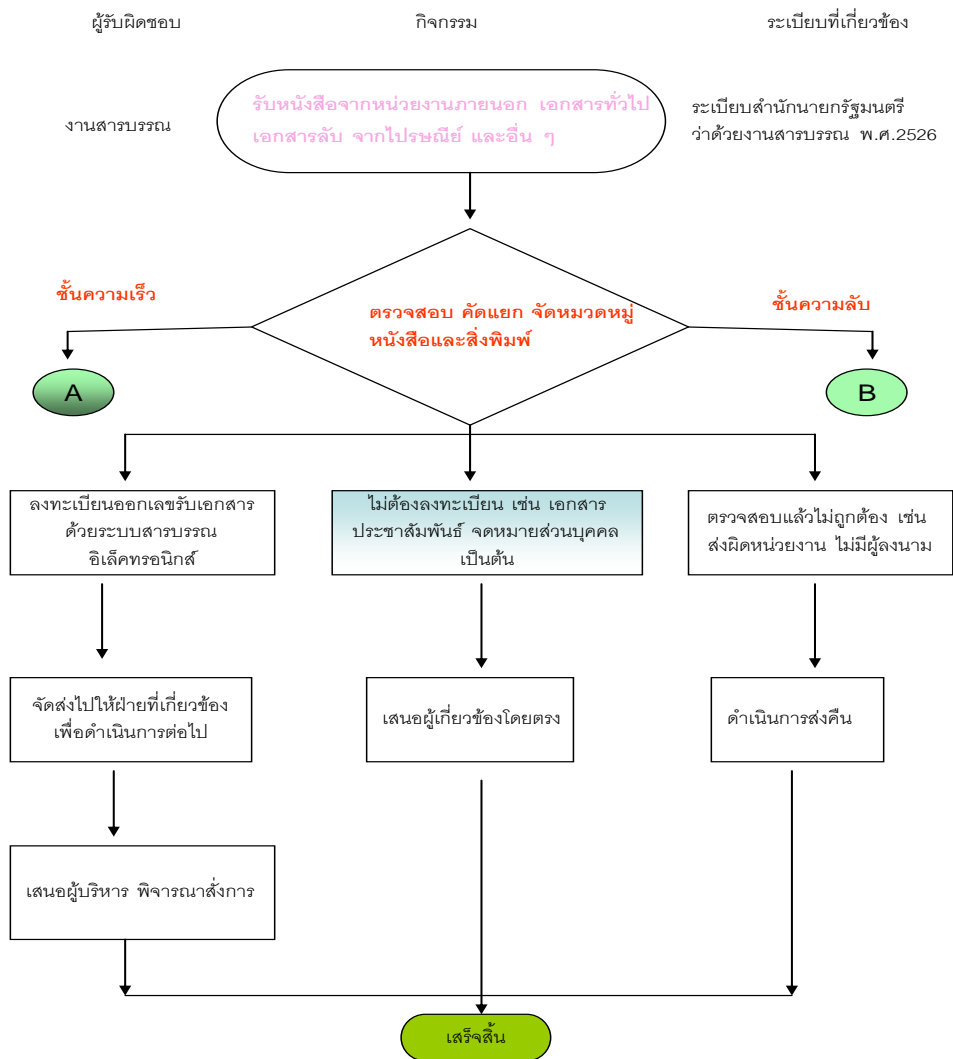 ผู้รับผิดชอบ
กิจกรรม
ระเบียบที่เกี่ยวข้อง
งานสารบรรณ
รับหนังสือจากหน่วยงานภายนอก เอกสารทั่วไป
เอกสารลับ จากไปรษณีย์ และอื่น ๆ
ระเบียบสำนักนายกรัฐมนตรี
ว่าด้วยงานสารบรรณ พ.ศ.2526
ชั้นความเร็ว
ตรวจสอบ คัดแยก จัดหมวดหมู่
หนังสือและสิ่งพิมพ์
ชั้นความลับ
A
B
ลงทะเบียนออกเลขรับเอกสาร
ด้วยระบบสารบรรณ
อิเล็คทรอนิกส์
ไม่ต้องลงทะเบียน เช่น เอกสาร
ประชาสัมพันธ์ จดหมายส่วนบุคคล
เป็นต้น
ตรวจสอบแล้วไม่ถูกต้อง เช่น
ส่งผิดหน่วยงาน ไม่มีผู้ลงนาม
จัดส่งไปให้ฝ่ายที่เกี่ยวข้อง
เพื่อดำเนินการต่อไป
เสนอผู้เกี่ยวข้องโดยตรง
ดำเนินการส่งคืน
เสนอผู้บริหาร พิจารณาสั่งการ
เสร็จสิ้น